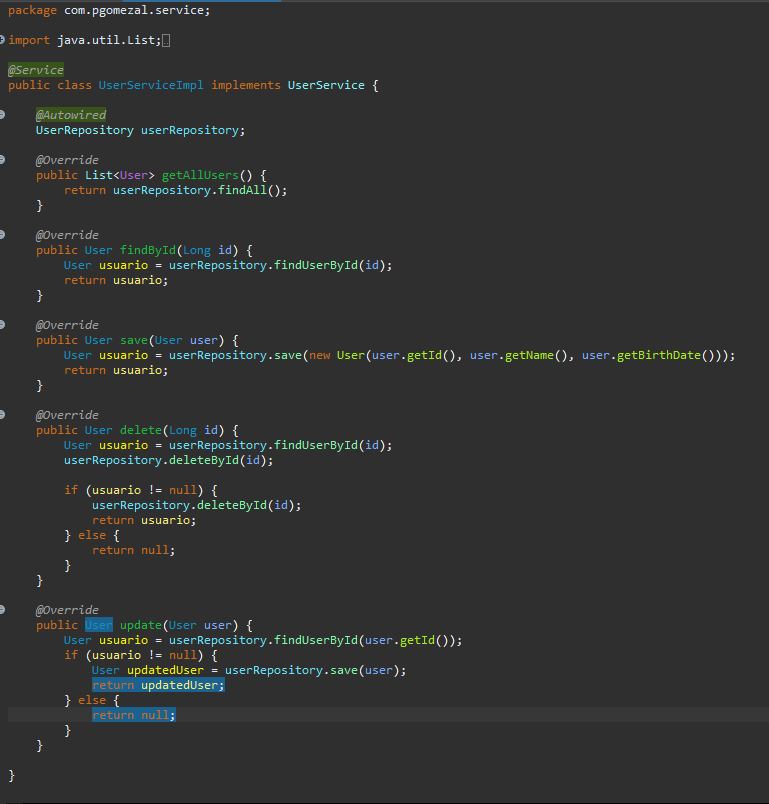 package com.pgomezal.service;
import java.util.List;
@Service
public class UserServiceImpl implements UserService {
@Autowired
UserRepository userRepository;
@Override
public List<User> getAllUsers() {
return userRepository.findAll();
}
@Override
public User findById(Long id) {
User usuario = userRepository.findUserById(id);
return usuario;
}
@Override
public User save(User user) {
User usuario = userRepository.save(new User(user.getId(), user.getName(), user.getBirthDate()));
return usuario;
}
@Override
public User delete(Long id) {
User usuario = userRepository.findUserById(id);
userRepository.deleteById(id);
if (usuario != null) {
userRepository.deleteById(id);
return usuario;
} else {
return null;
}
}
@Override
public User update(User user) {
User usuario = userRepository.findUserById(user.getId());
if (usuario != null) {
User updatedUser = userRepository.save(user);
return updatedUser;
} else {
return null;
}
}
}